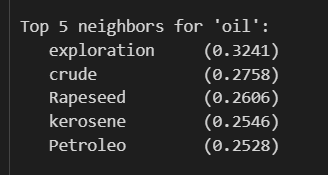 Top 5 neighbors for 'oil':
exploration (0.3241)
crude (0.2758)
Rapeseed (0.2606)
kerosene (0.2546)
Petroleo (0.2528)